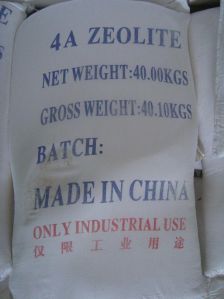 4A ZEOLITE
NET WEIGHT:40.00KGS
GROSS WEIGHT:40.10KGS
BATCH:
MADE IN CHINA
ONLY INDUSTRIAL USE
仅限工业用途